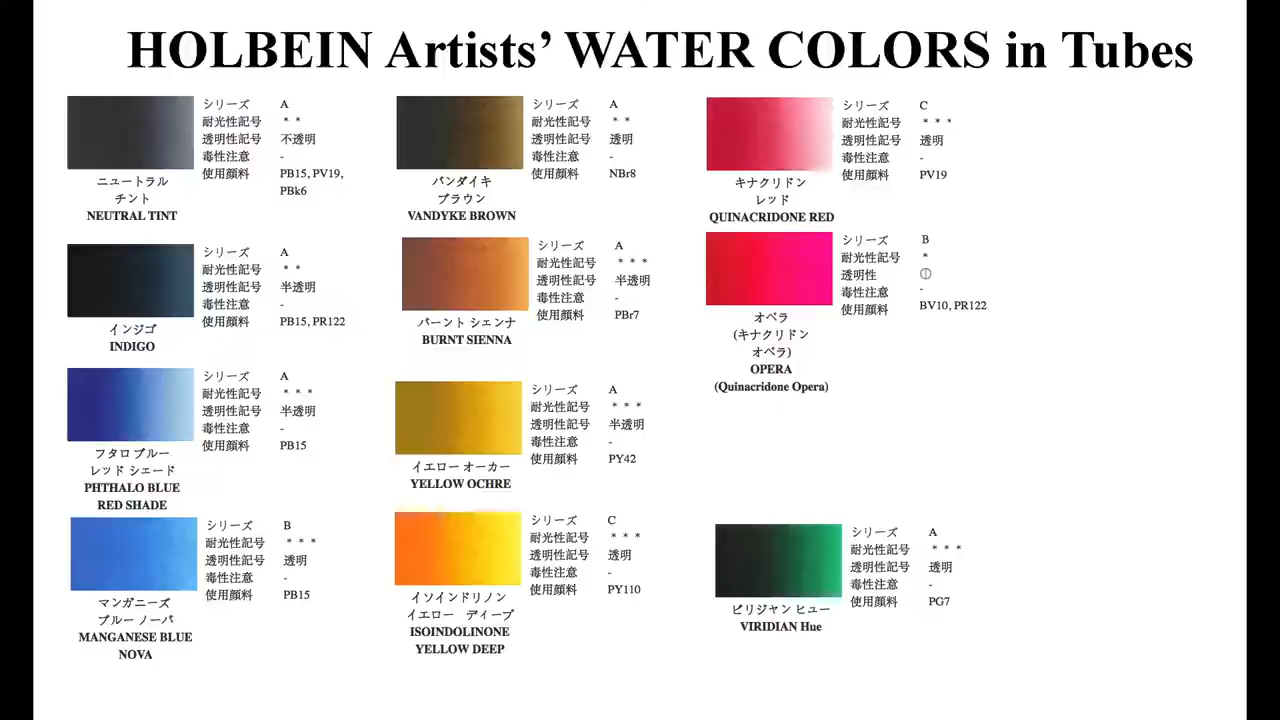 HOLBEIN Artists’ WATER COLORS in Tubes
シリーズ A
耐光性記号 * *
透明性記号 不透明
毒性注意 -
使用顔料 PB15, PV19,
PBk6
ニュートラル
チント
NEUTRAL TINT
シリーズ A
耐光性記号 * *
透明性記号 半透明
毒性注意 -
使用顔料 PB15, PR122
インジゴ
INDIGO
シリーズ A
耐光性記号 * * *
透明性記号 半透明
毒性注意 -
使用顔料 PB15
フタロ ブルー
レッド シェード
PHTHALO BLUE
RED SHADE
シリーズ B
耐光性記号 * * *
透明性記号 透明
毒性注意 -
使用顔料 PB15
マンガニーズ
ブルー ノーバ
MANGANESE BLUE
NOVA
シリーズ A
耐光性記号 * *
透明性記号 透明
毒性注意 -
使用顔料 NBr8
バンダイキ
ブラウン
VANDYKE BROWN
シリーズ A
耐光性記号 * * *
透明性記号 半透明
毒性注意 -
使用顔料 PBr7
バーント シェンナ
BURNT SIENNA
シリーズ A
耐光性記号 * * *
透明性記号 半透明
毒性注意 -
使用顔料 PY42
イエロー オーカー
YELLOW OCHRE
シリーズ C
耐光性記号 * * *
透明性記号 透明
毒性注意 -
使用顔料 PY110
イソインドリノン
イエロー ディープ
ISOINDOLINONE
YELLOW DEEP
シリーズ C
耐光性記号 * * *
透明性記号 透明
毒性注意 -
使用顔料 PV19
キナクリドン
レッド
QUINACRIDONE RED
シリーズ B
耐光性記号 *
透明性 ⦶
毒性注意 -
使用顔料 BV10, PR122
オペラ
(キナクリドン
オペラ)
OPERA
(Quinacridone Opera)
シリーズ A
耐光性記号 * * *
透明性記号 透明
毒性注意 -
使用顔料 PG7
ビリジャン ヒュー
VIRIDIAN Hue